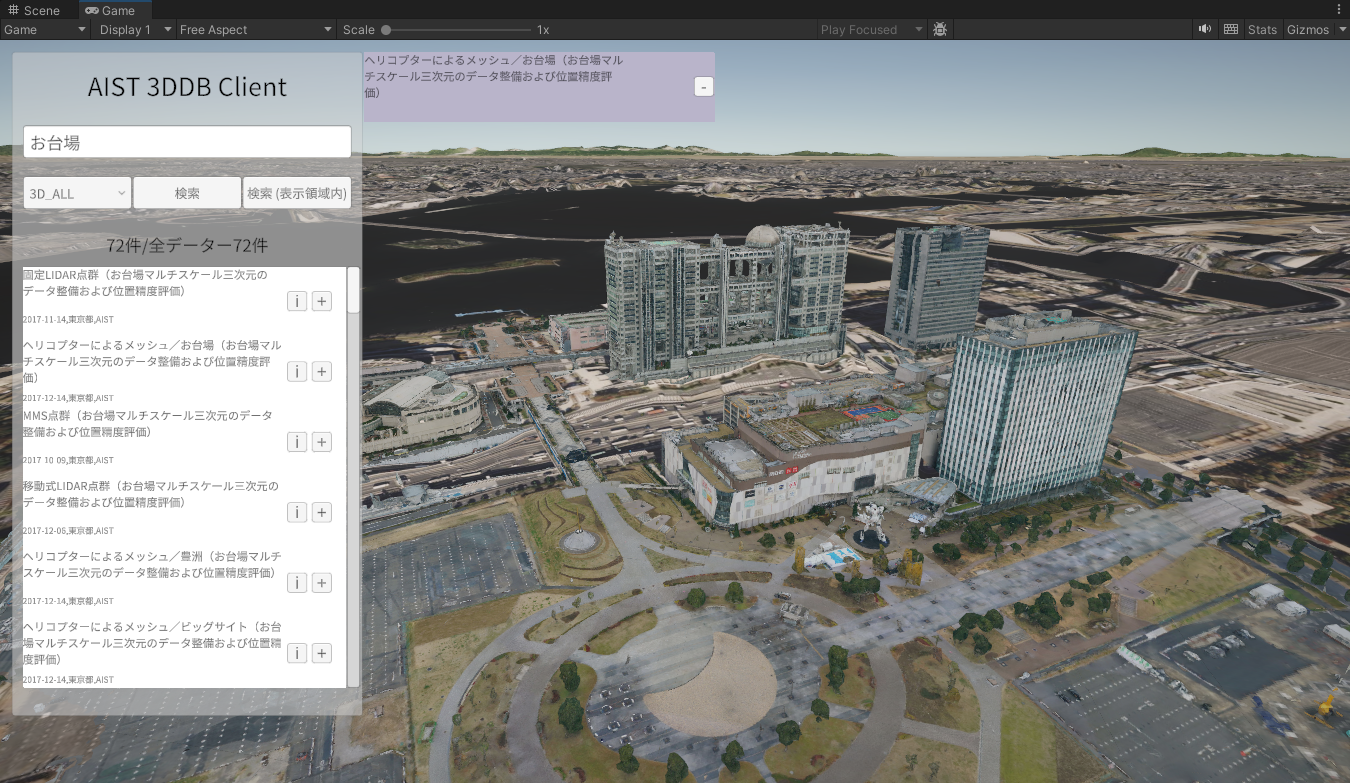 Scene
Game
Game
Display 1
Free Aspect
Scale
1x
Play Focused
Stats
Gizmos
AIST 3DDB Client
お台場
3D_ALL
検索
検索 (表示領域内)
72件/全データー72件
固定LIDAR点群（お台場マルチスケール三次元の
データ整備および位置精度評価）
i
+
2017-11-14,東京都,AIST
ヘリコプターによるメッシュ／お台場（お台場マル
チスケール三次元のデータ整備および位置精度評
価）
i
+
2017-12-14,東京都,AIST
MMS点群（お台場マルチスケール三次元のデータ
整備および位置精度評価）
i
+
2017-10-09,東京都,AIST
移動式LIDAR点群（お台場マルチスケール三次元の
データ整備および位置精度評価）
i
+
2017-12-06,東京都,AIST
ヘリコプターによるメッシュ／豊洲（お台場マルチ
スケール三次元のデータ整備および位置精度評価）
i
+
2017-12-14,東京都,AIST
ヘリコプターによるメッシュ／ビッグサイト（お台
場マルチスケール三次元のデータ整備および位置精
度評価）
i
+
2017-12-14,東京都,AIST
ヘリコプターによるメッシュ／お台場（お台場マル
チスケール三次元のデータ整備および位置精度評
価）
-